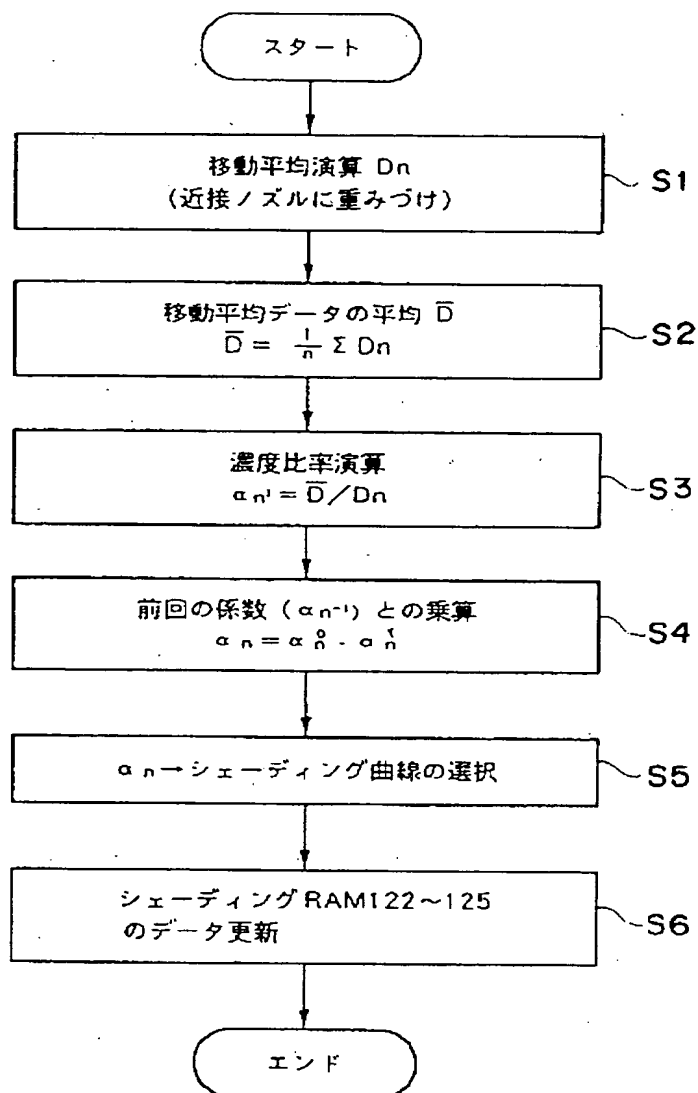 スタート
移動平均演算 Dn
(近接ノズルに重みづけ)
S1
移動平均データの平均 D̄
D̄ = 1/n Σ Dn
S2
濃度比率演算
αn¹ = D̄／Dn
S3
前回の係数 (αn⁻¹) との乗算
αn = α⁰n · α¹n
S4
αn→シェーディング曲線の選択
S5
シェーディングRAM122～125
のデータ更新
S6
エンド